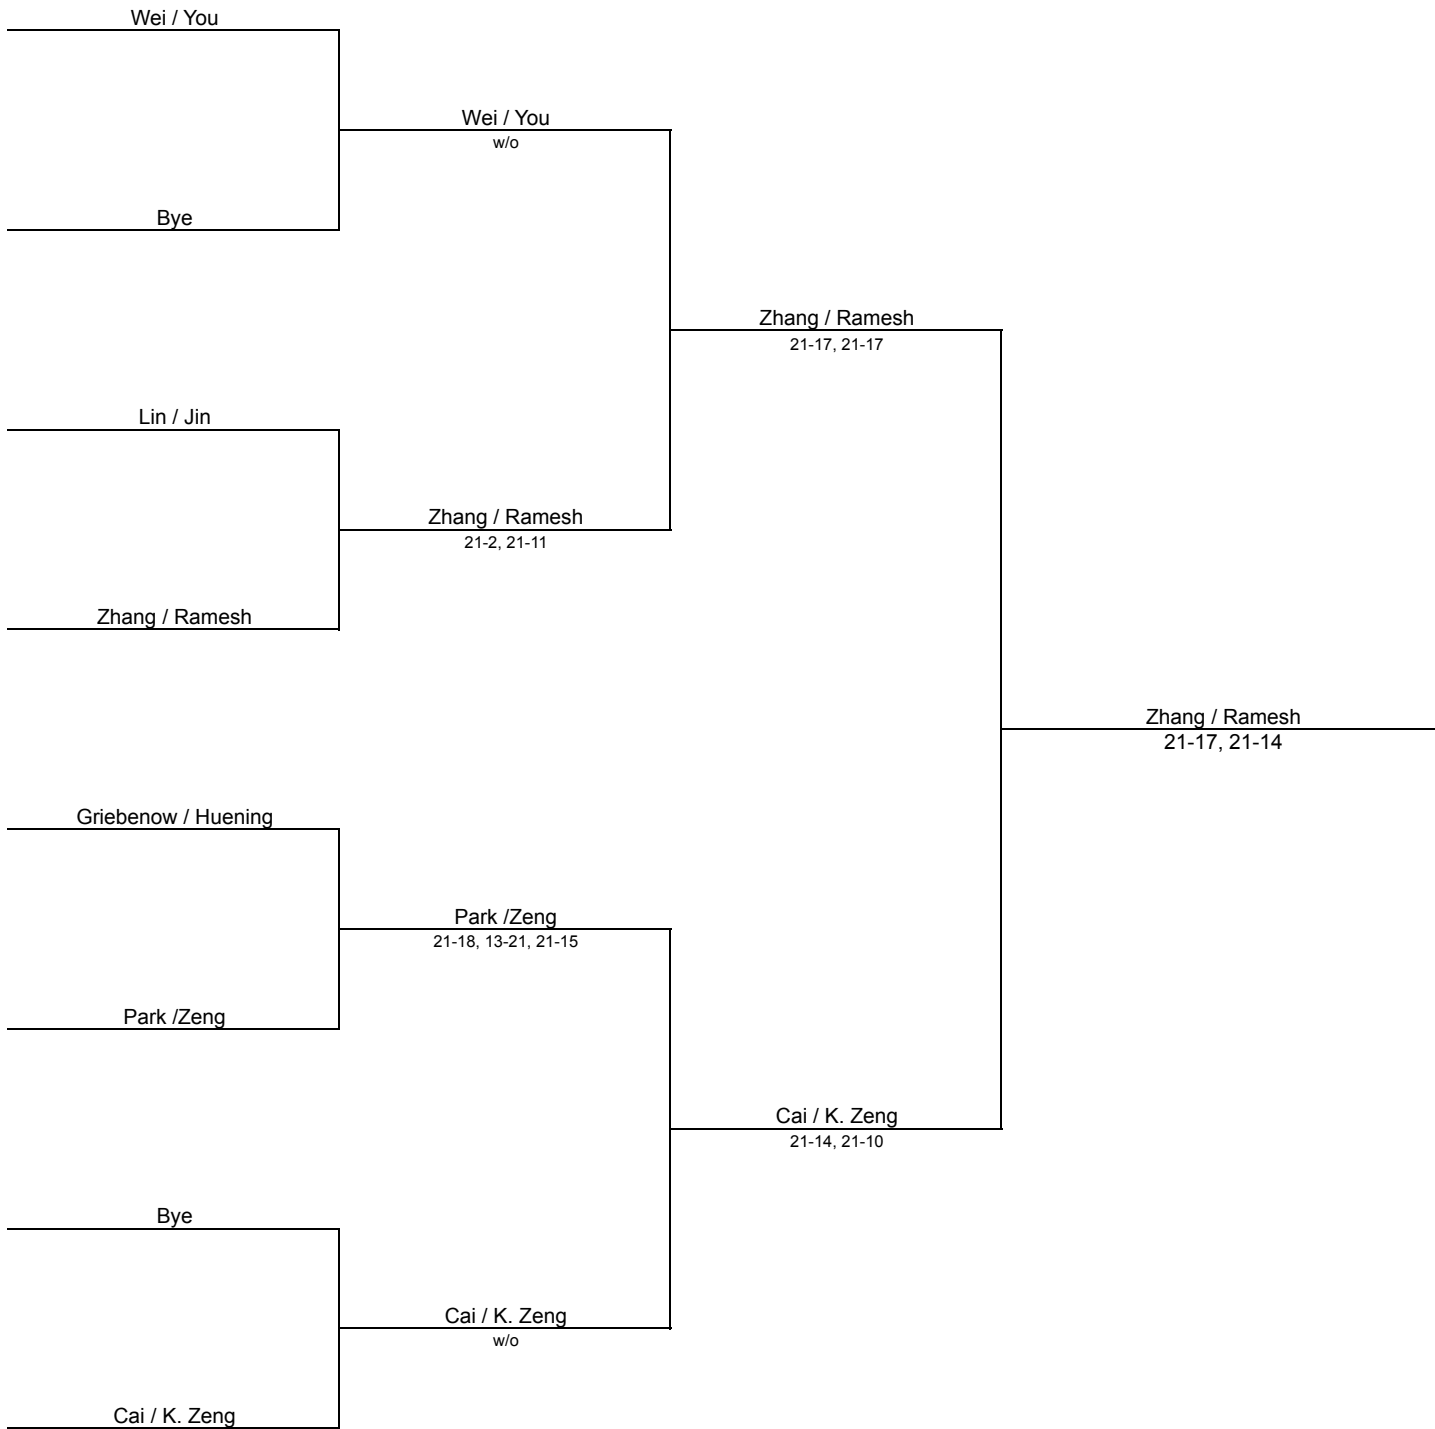 Wei / You
Wei / You
w/o
Bye
Zhang / Ramesh
21-17, 21-17
Lin / Jin
Zhang / Ramesh
21-2, 21-11
Zhang / Ramesh
Zhang / Ramesh
21-17, 21-14
Griebenow / Huening
Park /Zeng
21-18, 13-21, 21-15
Park /Zeng
Cai / K. Zeng
21-14, 21-10
Bye
Cai / K. Zeng
w/o
Cai / K. Zeng